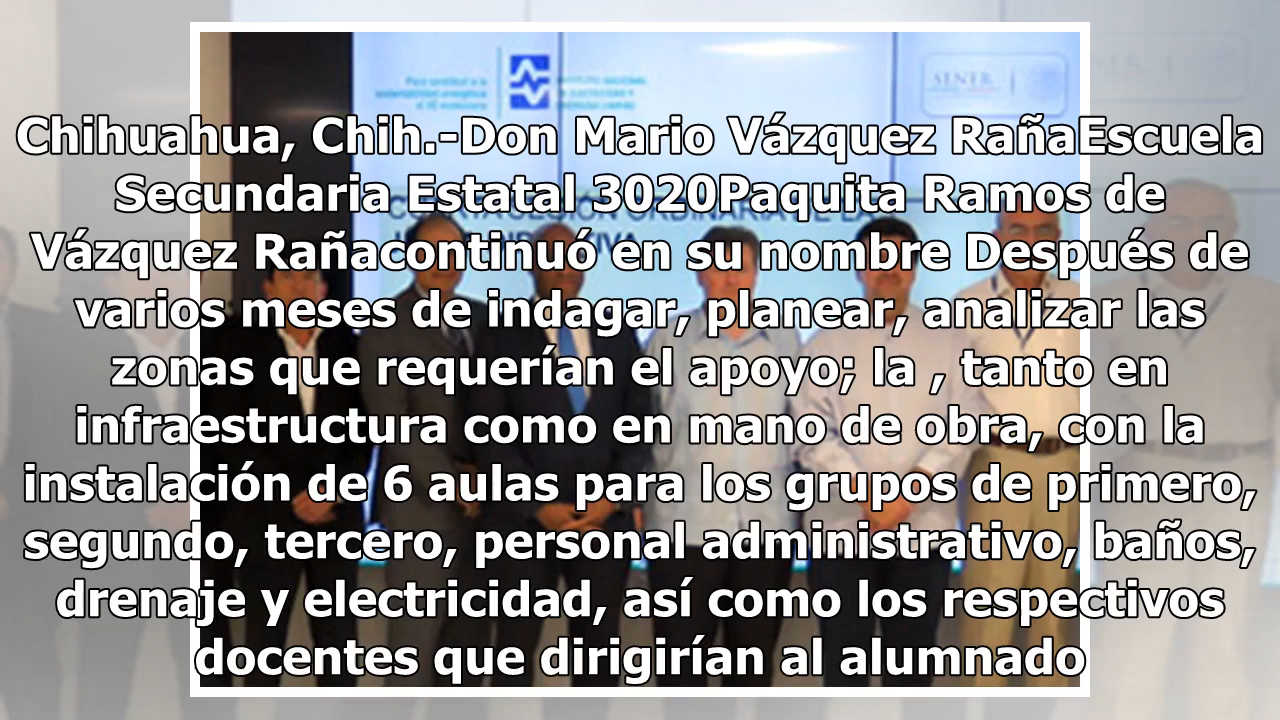 Chihuahua, Chih.-Don Mario Vázquez RañaEscuela
Secundaria Estatal 3020Paquita Ramos de
Vázquez Rañacontinuó en su nombre Después de
varios meses de indagar, planear, analizar las
zonas que requerían el apoyo; la , tanto en
infraestructura como en mano de obra, con la
instalación de 6 aulas para los grupos de primero,
segundo, tercero, personal administrativo, baños,
drenaje y electricidad, así como los respectivos
docentes que dirigirían al alumnado
SENER